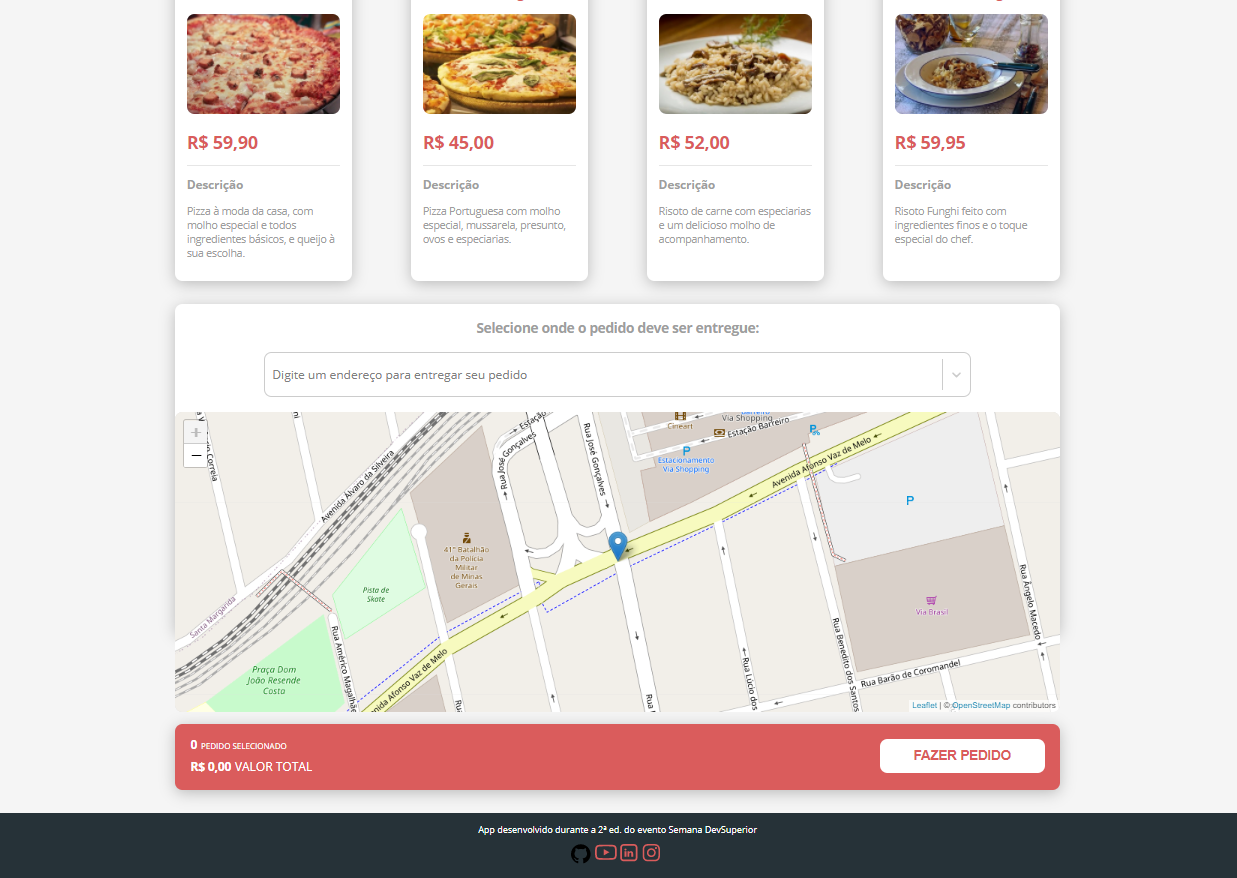 R$ 59,90
Descrição
Pizza à moda da casa, com
molho especial e todos
ingredientes básicos, e queijo à
sua escolha.
R$ 45,00
Descrição
Pizza Portuguesa com molho
especial, mussarela, presunto,
ovos e especiarias.
R$ 52,00
Descrição
Risoto de carne com especiarias
e um delicioso molho de
acompanhamento.
R$ 59,95
Descrição
Risoto Funghi feito com
ingredientes finos e o toque
especial do chef.
Selecione onde o pedido deve ser entregue:
Digite um endereço para entregar seu pedido
+
−
Correia
Avenida Álvaro da Silveira
Estação
Gonçalves
Rua José
Rua José Gonçalves
Cineart
Via Shopping
Estação Barreiro
P
Estacionamento
Via Shopping
Avenida Afonso Vaz de Melo
P
41° Batalhão
da Polícia
Militar
de Minas
Gerais
Pista de
Skate
Santa Margarida
Praça Dom
João Resende
Costa
Rua Américo Magalhães
Avenida Afonso Vaz de Melo
Rua
Rua
Rua Lúcio dos
Rua Benedito dos Santos
Via Brasil
Rua Ângelo Macedo
Rua Barão de Coromandel
Leaflet | © OpenStreetMap contributors
0 PEDIDO SELECIONADO
R$ 0,00 VALOR TOTAL
FAZER PEDIDO
App desenvolvido durante a 2ª ed. do evento Semana DevSuperior
in